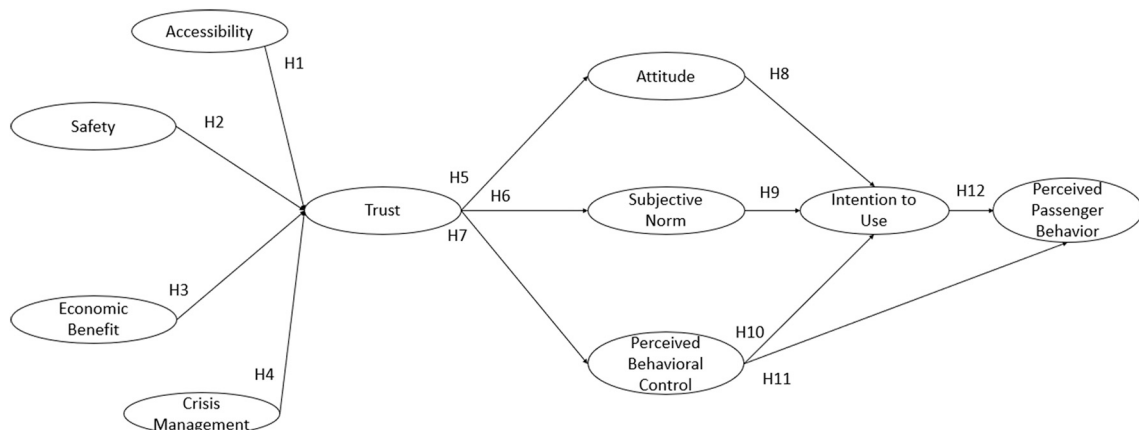 Accessibility
H1
Safety
H2
Economic
Benefit
H3
Crisis
Management
H4
Trust
H5
H6
H7
Attitude
H8
Subjective
Norm
H9
Perceived
Behavioral
Control
H10
H11
Intention to
Use
H12
Perceived
Passenger
Behavior